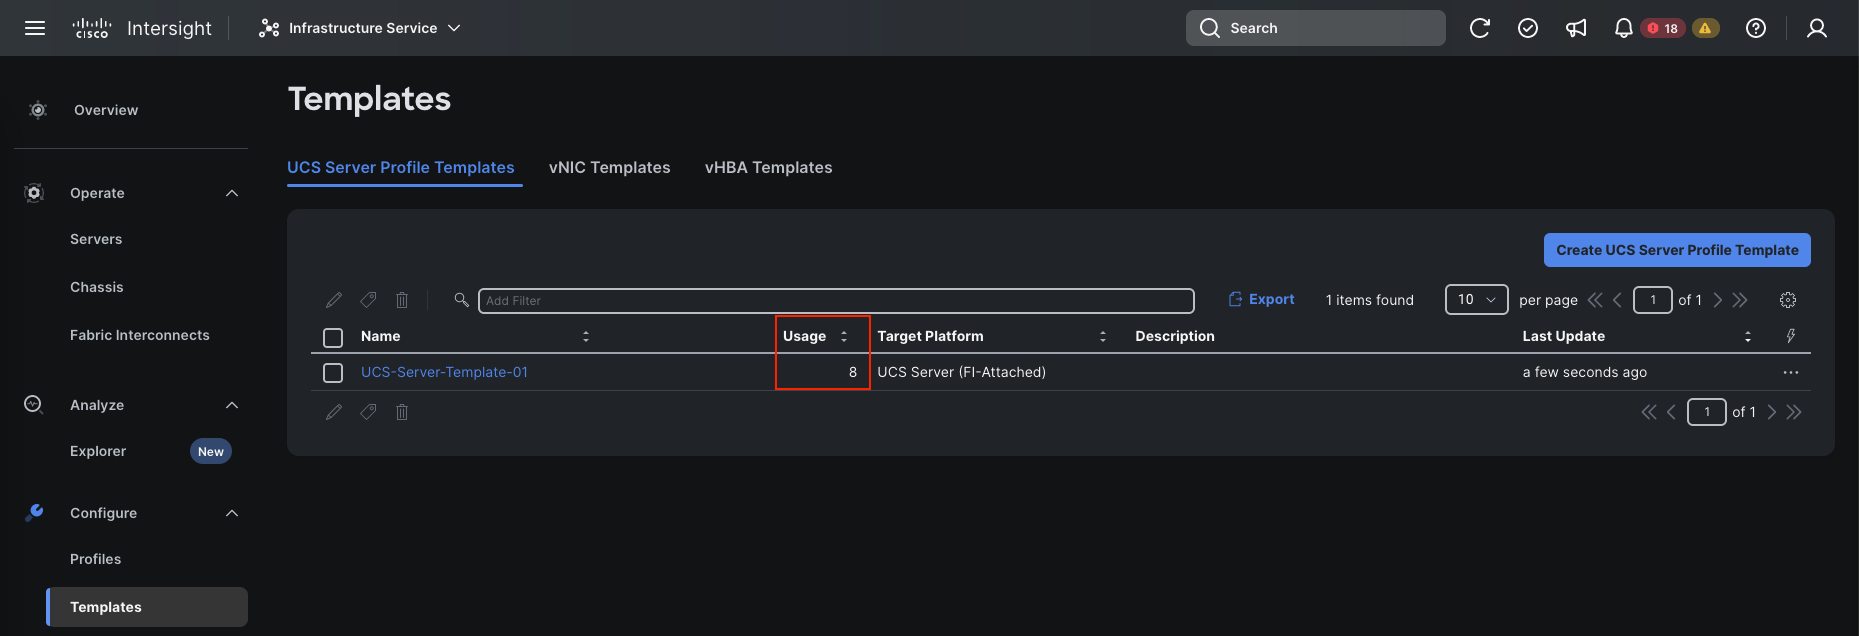 CISCO Intersight Infrastructure Service Search 18
Overview
Operate
Servers
Chassis
Fabric Interconnects
Analyze
Explorer New
Configure
Profiles
Templates
Templates
UCS Server Profile Templates vNIC Templates vHBA Templates
Create UCS Server Profile Template
Add Filter Export 1 items found 10 per page 1 of 1
Name Usage Target Platform Description Last Update
UCS-Server-Template-01 8 UCS Server (FI-Attached) a few seconds ago ...
1 of 1